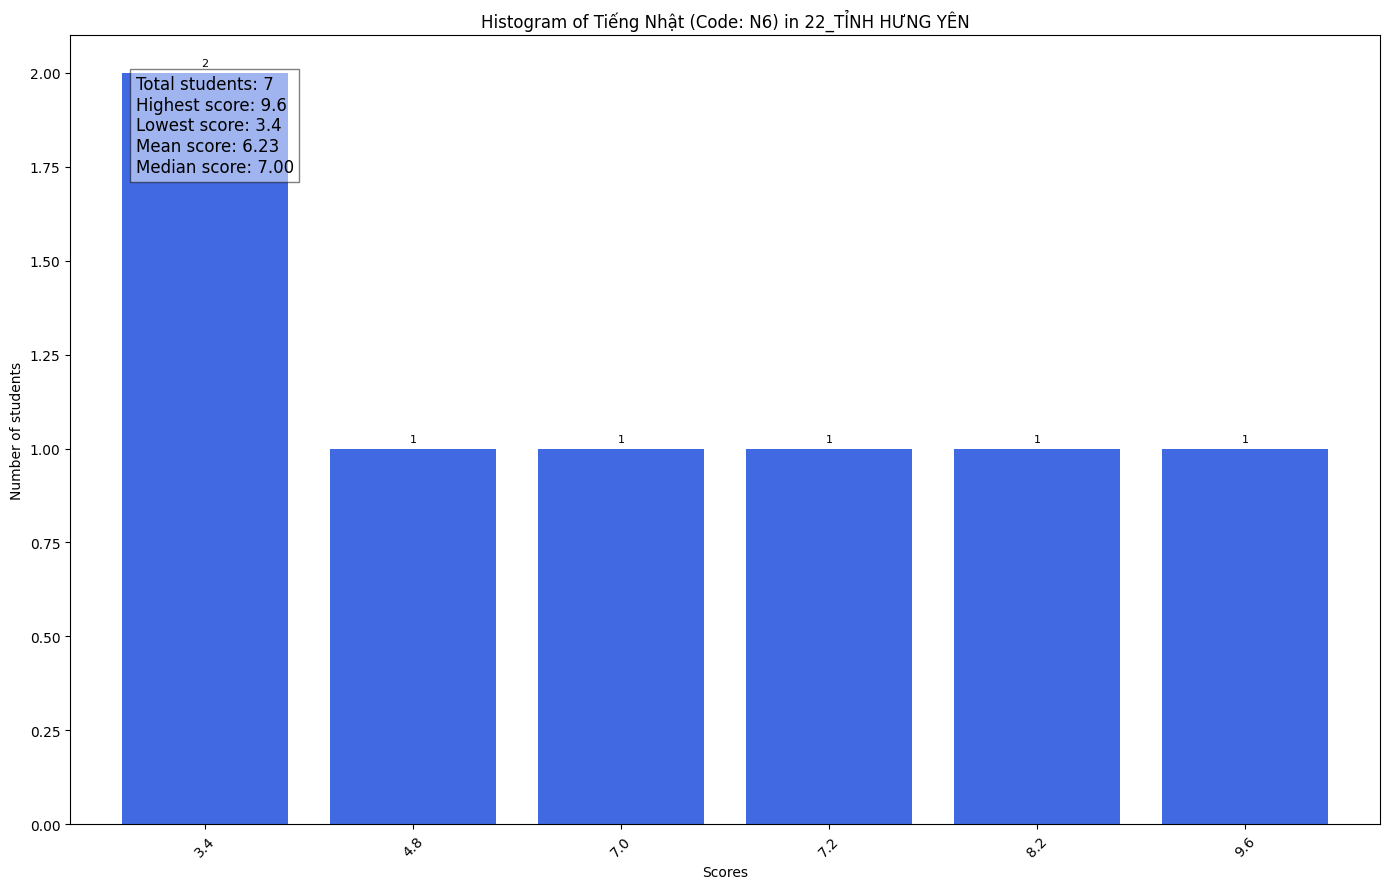 Histogram of Tiếng Nhật (Code: N6) in 22_TỈNH HƯNG YÊN
2
Total students: 7
Highest score: 9.6
Lowest score: 3.4
Mean score: 6.23
Median score: 7.00
1
1
1
1
1
2.00
1.75
1.50
1.25
1.00
0.75
0.50
0.25
0.00
Number of students
3.4
4.8
7.0
7.2
8.2
9.6
Scores